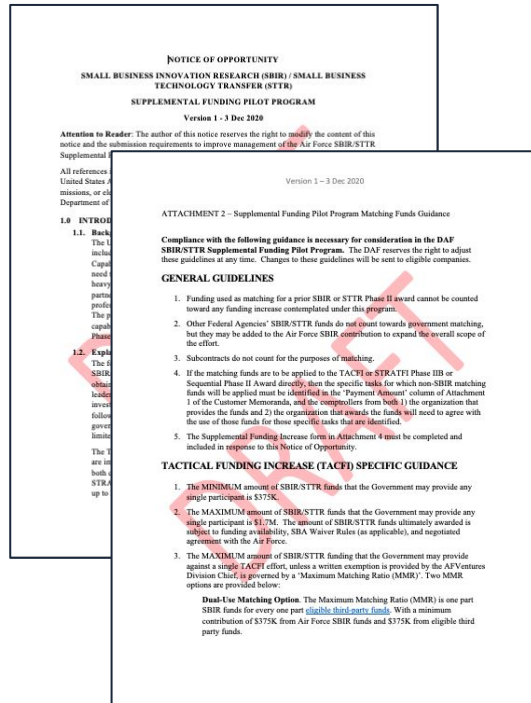 NOTICE OF OPPORTUNITY
SMALL BUSINESS INNOVATION RESEARCH (SBIR) / SMALL BUSINESS
TECHNOLOGY TRANSFER (STTR)
SUPPLEMENTAL FUNDING PILOT PROGRAM
Version 1 - 3 Dec 2020
Attention to Reader: The author of this notice reserves the right to modify the content of this
notice and the submission requirements to improve management of the Air Force SBIR/STTR
Supplemental
All references
United States
missions, or
Department of
1.0 INTROD
1.1. Backg
The U
inclu
Capab
need t
heavy
partne
profes
The p
capab
Phase
1.2. Expla
The f
SBIR
obtain
leader
invest
follow
gover
limite
The T
are in
both
STRA
up to
Version 1 – 3 Dec 2020
ATTACHMENT 2 – Supplemental Funding Pilot Program Matching Funds Guidance
Compliance with the following guidance is necessary for consideration in the DAF
SBIR/STTR Supplemental Funding Pilot Program. The DAF reserves the right to adjust
these guidelines at any time. Changes to these guidelines will be sent to eligible companies.
GENERAL GUIDELINES
1. Funding used as matching for a prior SBIR or STTR Phase II award cannot be counted
toward any funding increase contemplated under this program.
2. Other Federal Agencies' SBIR/STTR funds do not count towards government matching,
but they may be added to the Air Force SBIR contribution to expand the overall scope of
the effort.
3. Subcontracts do not count for the purposes of matching.
4. If the matching funds are to be applied to the TACFI or STRATFI Phase IIB or
Sequential Phase II Award directly, then the specific tasks for which non-SBIR matching
funds will be applied must be identified in the 'Payment Amount' column of Attachment
1 of the Customer Memoranda, and the comptrollers from both 1) the organization that
provides the funds and 2) the organization that awards the funds will need to agree with
the use of those funds for those specific tasks that are identified.
5. The Supplemental Funding Increase form in Attachment 4 must be completed and
included in response to this Notice of Opportunity.
TACTICAL FUNDING INCREASE (TACFI) SPECIFIC GUIDANCE
1. The MINIMUM amount of SBIR/STTR funds that the Government may provide any
single participant is $375K.
2. The MAXIMUM amount of SBIR/STTR funds that the Government may provide any
single participant is $1.7M. The amount of SBIR/STTR funds ultimately awarded is
subject to funding availability, SBA Waiver Rules (as applicable), and negotiated
agreement with the Air Force.
3. The MAXIMUM amount of SBIR/STTR funding that the Government may provide
against a single TACFI effort, unless a written exemption is provided by the AFVentures
Division Chief, is governed by a 'Maximum Matching Ratio (MMR)'. Two MMR
options are provided below:
Dual-Use Matching Option. The Maximum Matching Ratio (MMR) is one part
SBIR funds for every one part eligible third-party funds. With a minimum
contribution of $375K from Air Force SBIR funds and $375K from eligible third
party funds.
DRAFT